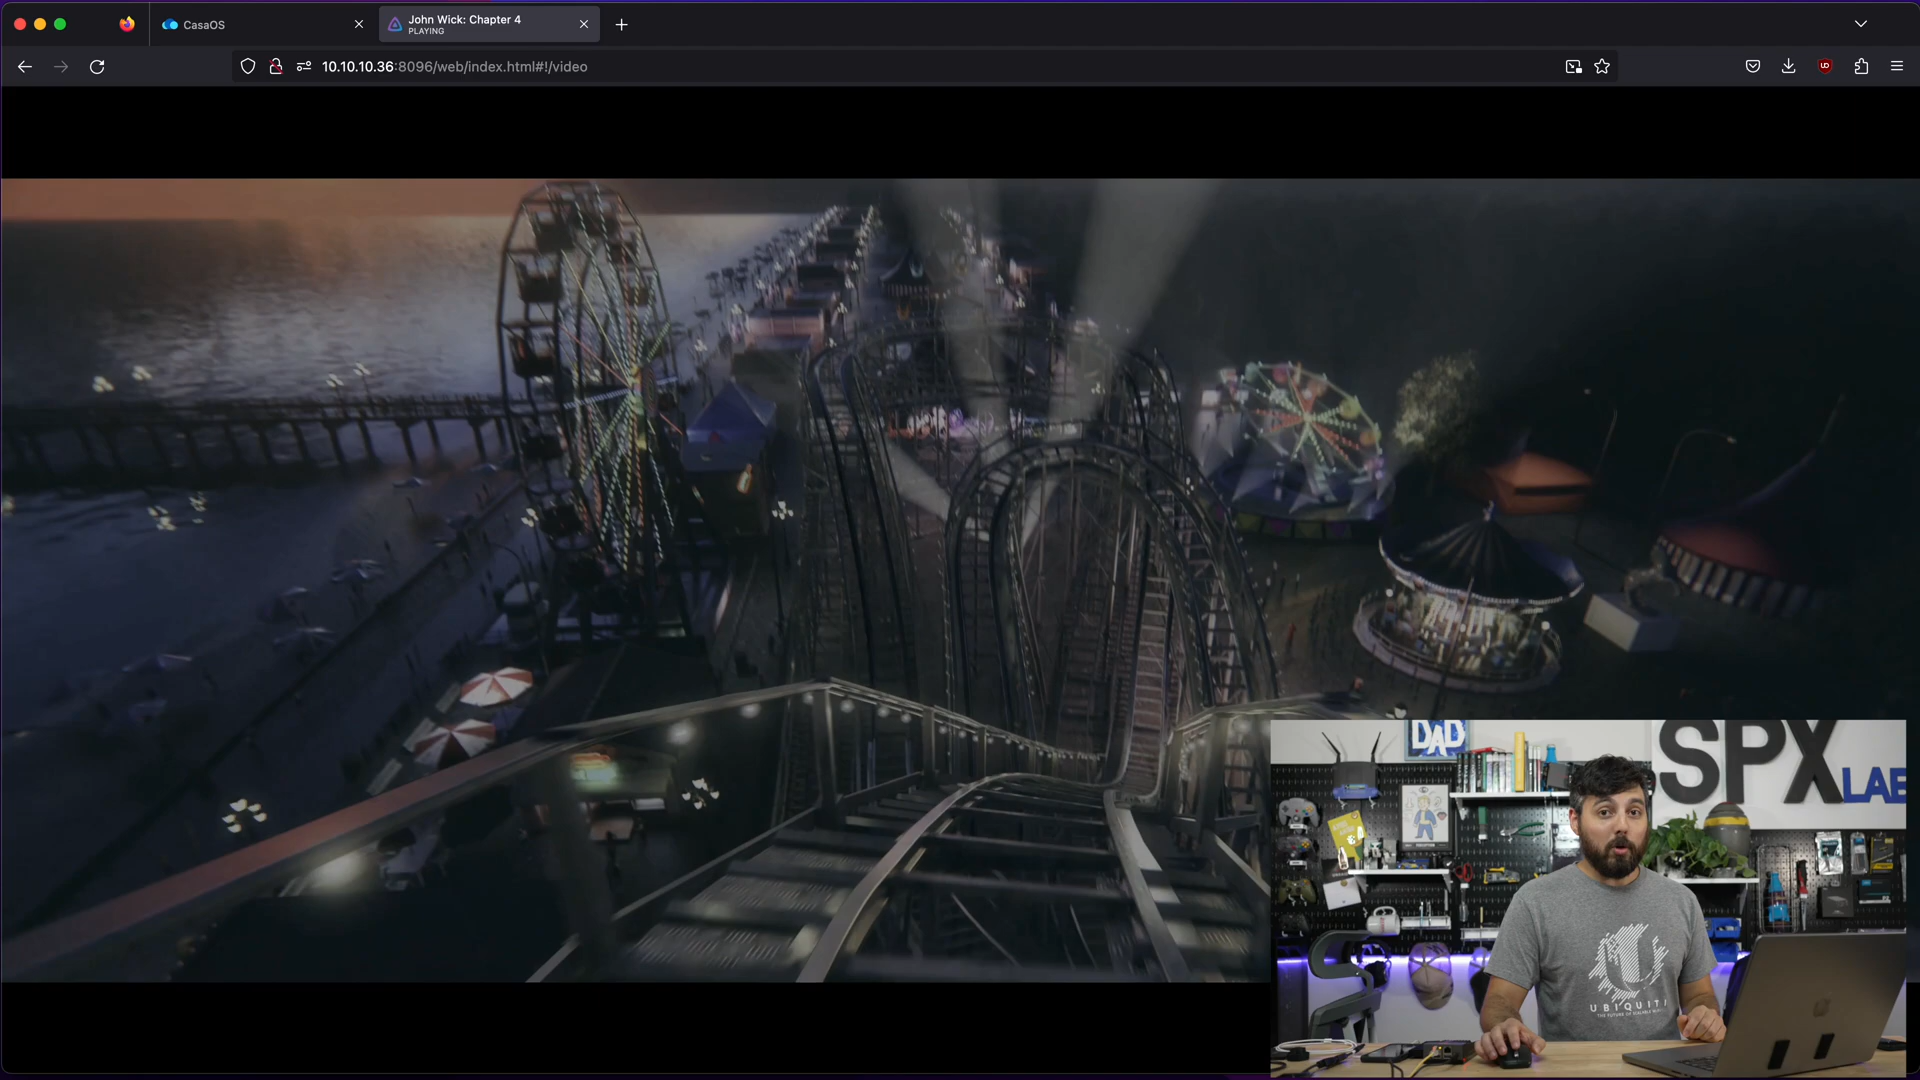 CasaOS
John Wick: Chapter 4
PLAYING
10.10.10.36:8096/web/index.html#!/video
DAD
SPX
LAB
UBIQUITI